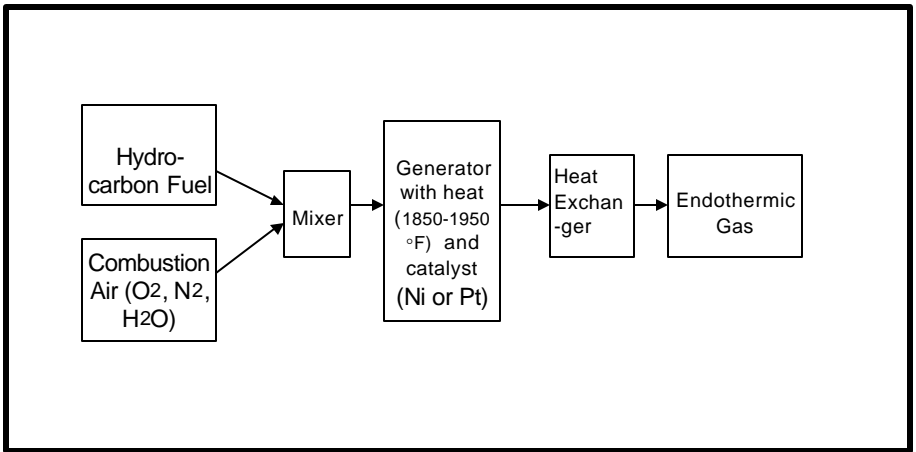 Hydro-
carbon Fuel
Combustion
Air (O2, N2,
H2O)
Mixer
Generator
with heat
(1850-1950
°F) and
catalyst
(Ni or Pt)
Heat
Exchan
-ger
Endothermic
Gas